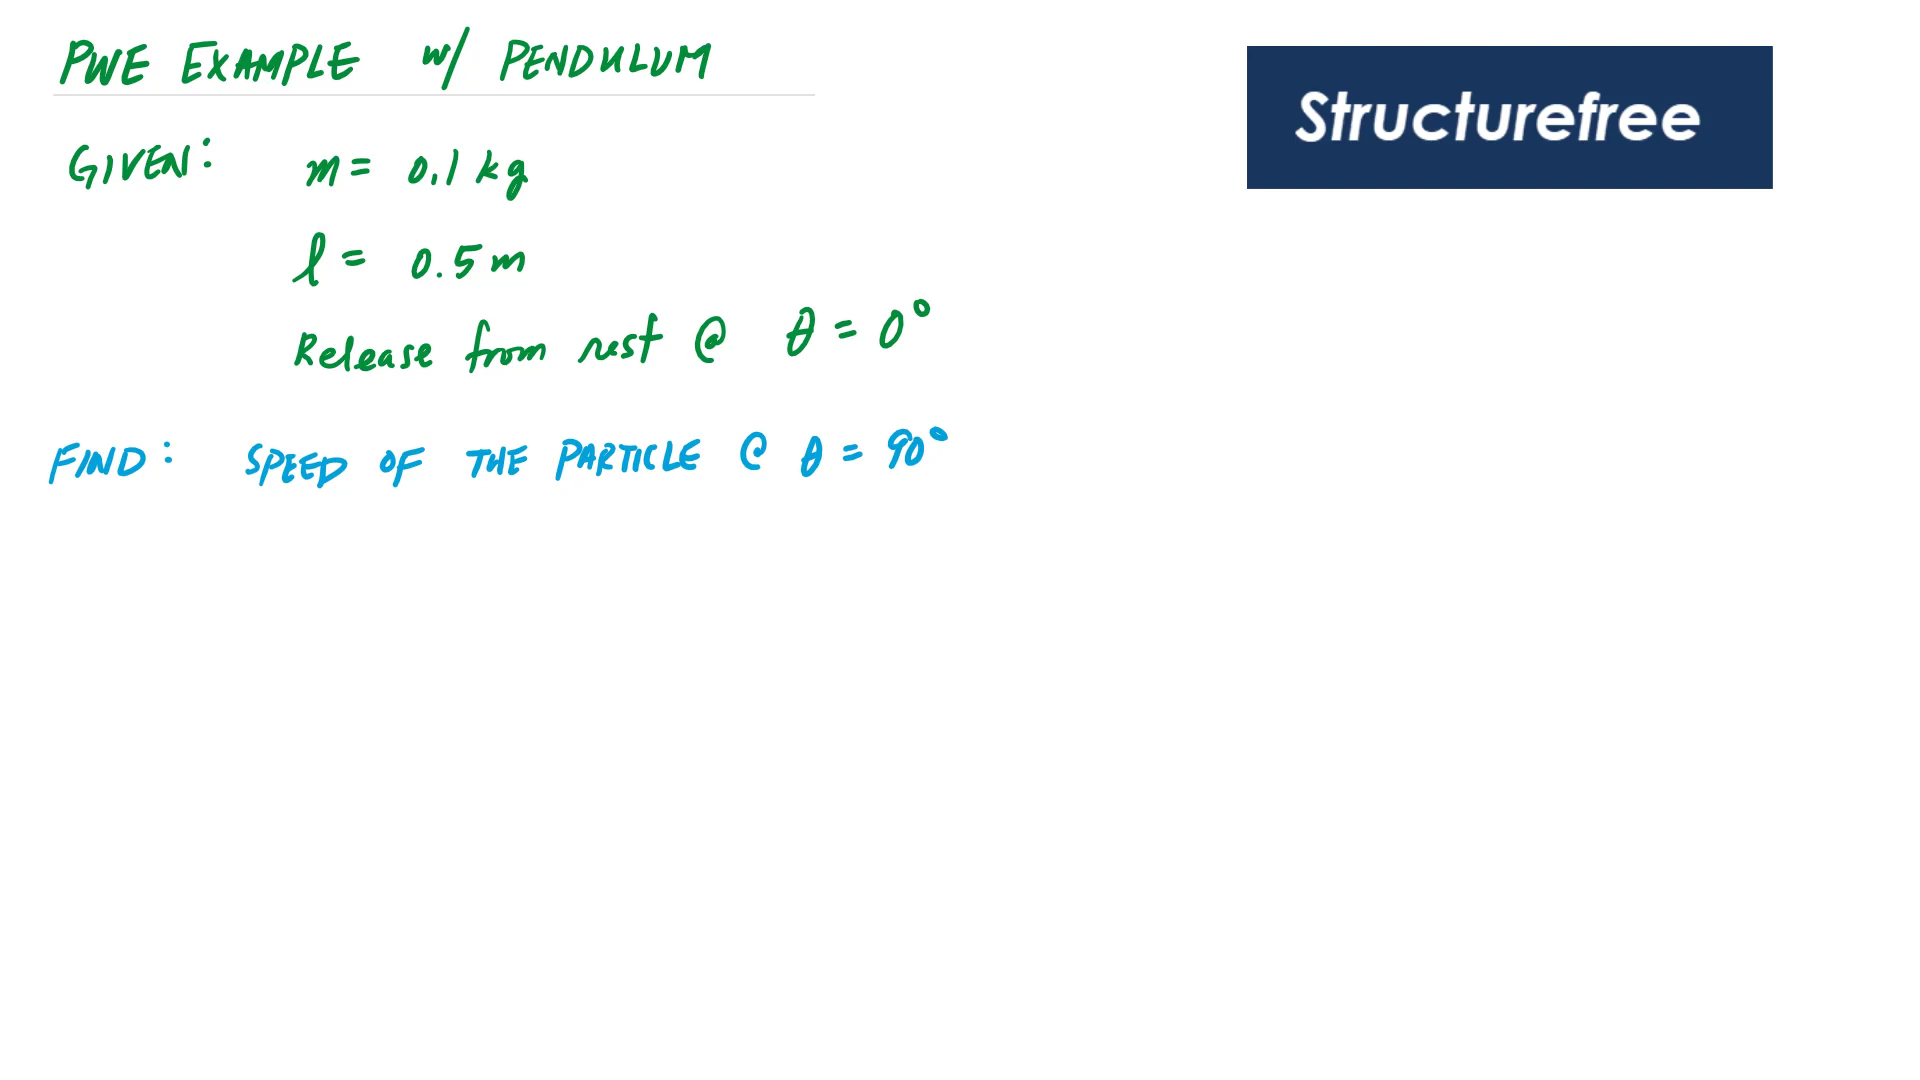 PWE EXAMPLE w/ PENDULUM
Structurefree
GIVEN: m = 0.1 kg
l = 0.5 m
Release from rest @ θ = 0°
FIND: SPEED OF THE PARTICLE @ θ = 90°